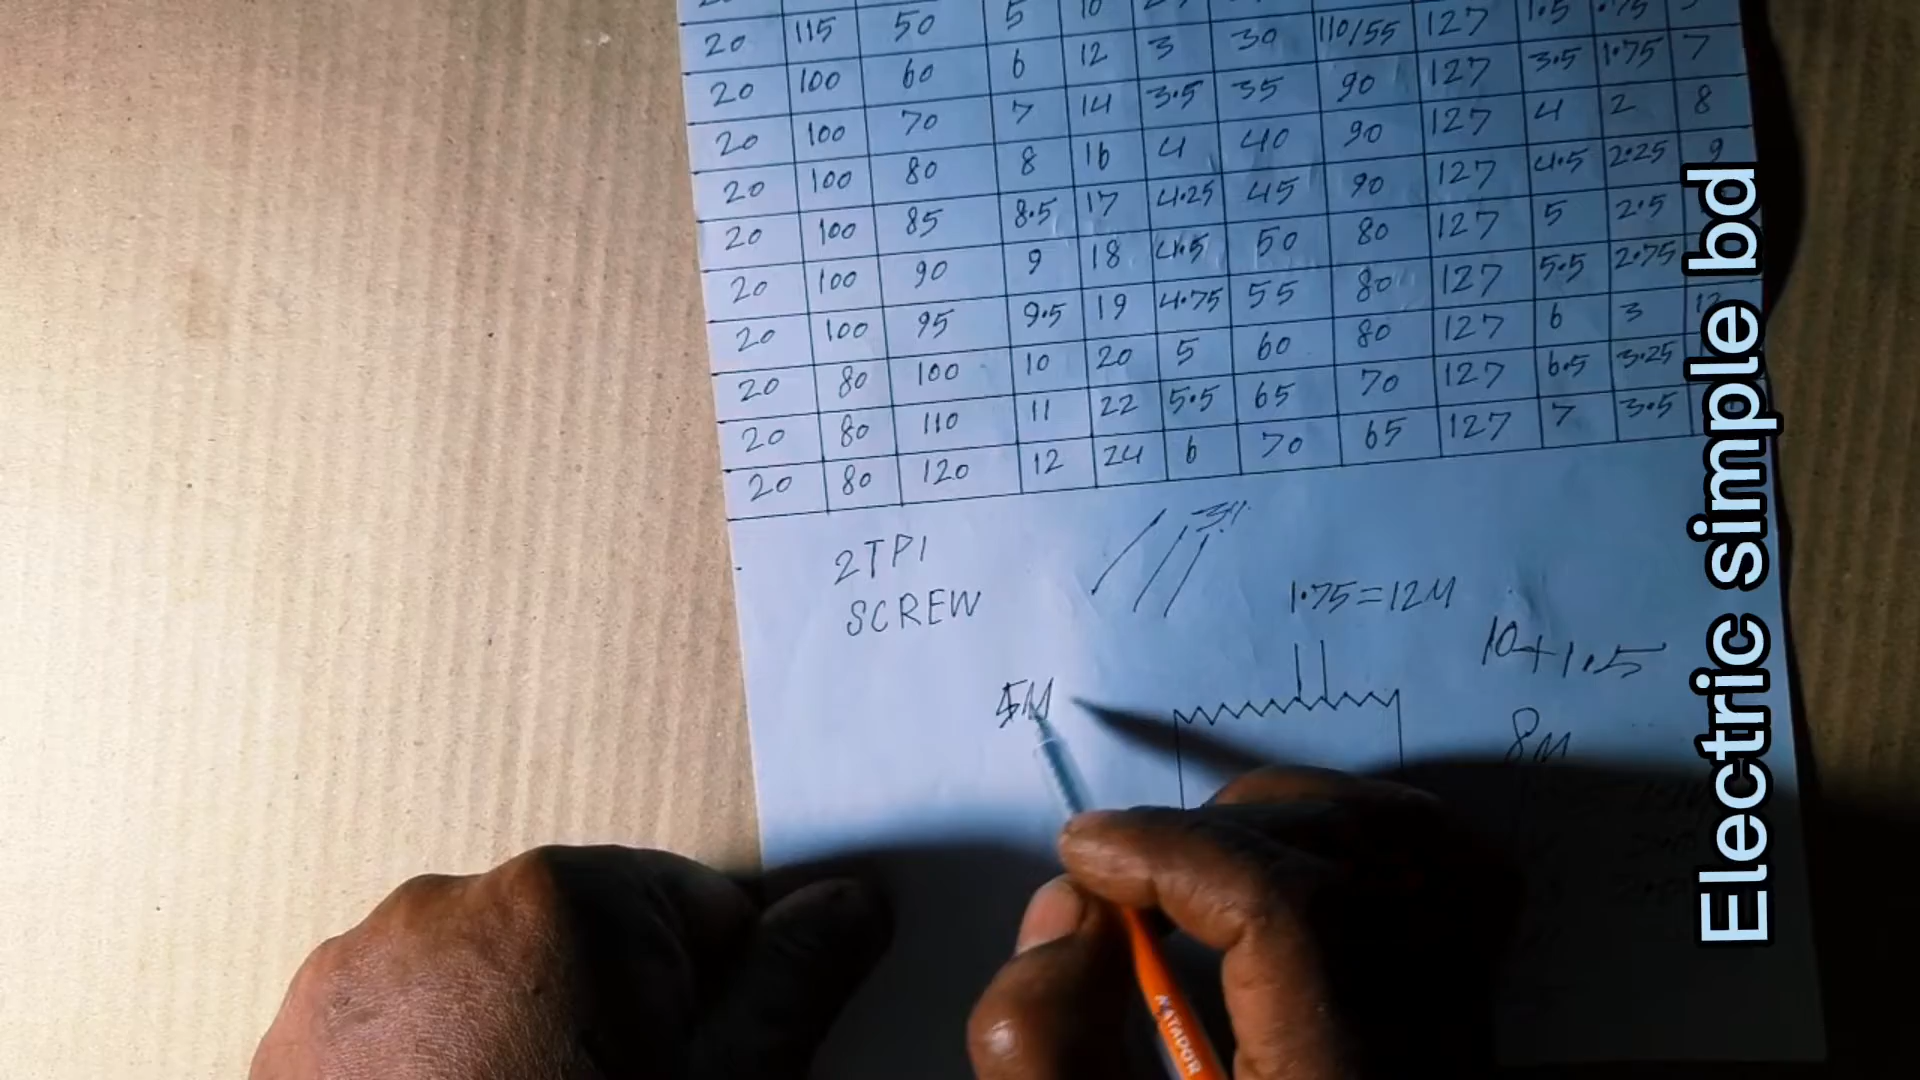 20 115 50 5 10 30 110/55 127 1.5 .75
20 100 60 6 12 3 35 90 127 3.5 1.75 7
20 100 70 7 14 3.5 40 90 127 4 2 8
20 100 80 8 16 4 45 90 127 4.5 2.25 9
20 100 85 8.5 17 4.25 50 80 127 5 2.5
20 100 90 9 18 4.5 55 80 127 5.5 2.75
20 100 95 9.5 19 4.75 60 80 127 6 3 12
20 80 100 10 20 5 65 70 127 6.5 3.25
20 80 110 11 22 5.5 70 65 127 7 3.5
20 80 120 12 24 6
2TPI
SCREW
1.75=12M
10+1.5
5M
8M
Electric simple bd
MATADOR